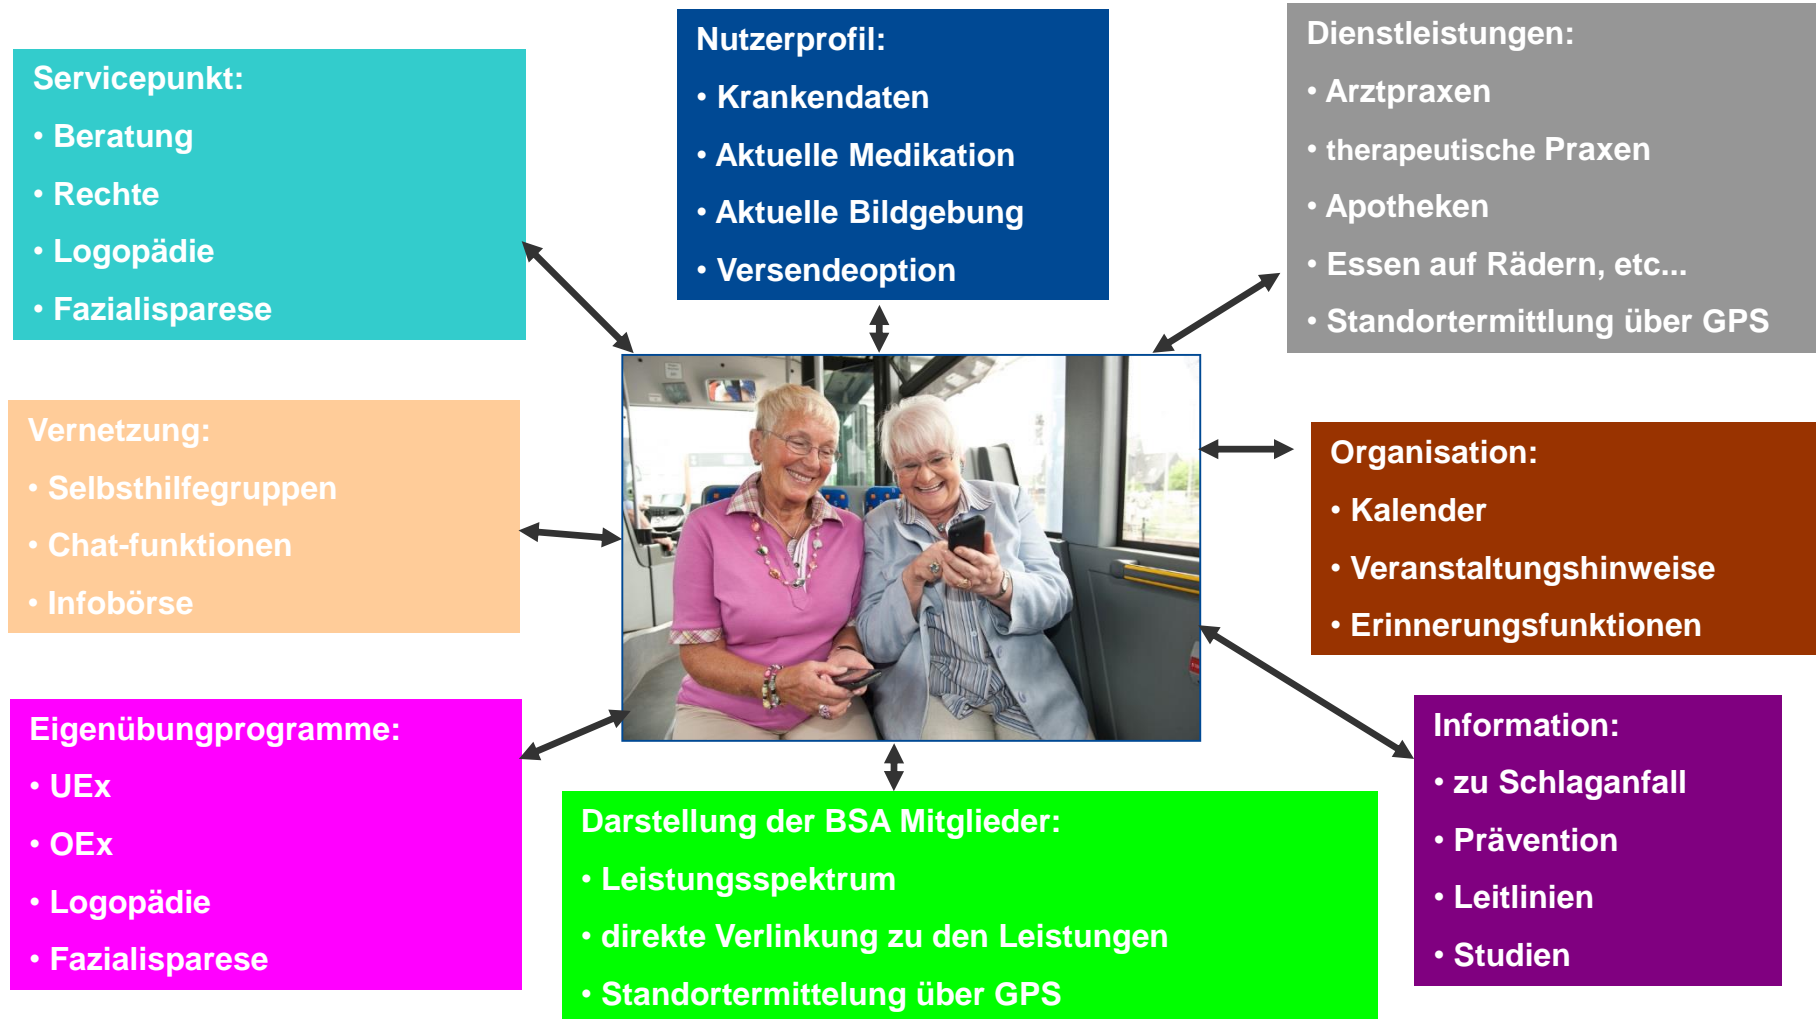 Servicepunkt:
• Beratung
• Rechte
• Logopädie
• Fazialisparese
Nutzerprofil:
• Krankendaten
• Aktuelle Medikation
• Aktuelle Bildgebung
• Versendeoption
Dienstleistungen:
• Arztpraxen
• therapeutische Praxen
• Apotheken
• Essen auf Rädern, etc...
• Standortermittlung über GPS
Vernetzung:
• Selbsthilfegruppen
• Chat-funktionen
• Infobörse
Organisation:
• Kalender
• Veranstaltungshinweise
• Erinnerungsfunktionen
Eigenübungprogramme:
• UEx
• OEx
• Logopädie
• Fazialisparese
Darstellung der BSA Mitglieder:
• Leistungsspektrum
• direkte Verlinkung zu den Leistungen
• Standortermittelung über GPS
Information:
• zu Schlaganfall
• Prävention
• Leitlinien
• Studien